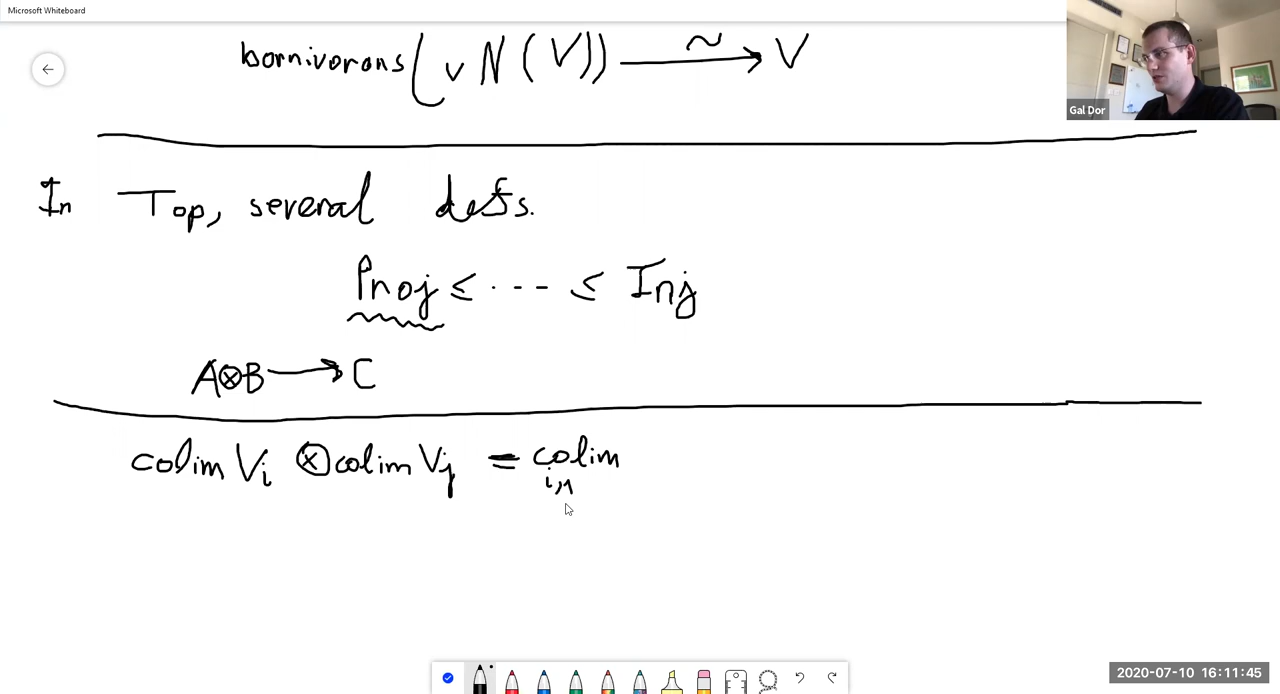 Microsoft Whiteboard
bornivorous(vN(V)) ⟶~ V
Gal Dor
In Top, several defs.
Proj ≤ ··· ≤ Inj
A⊗B ⟶ C
colim Vi ⊗ colim Vj = colim
i,j
2020-07-10 16:11:45